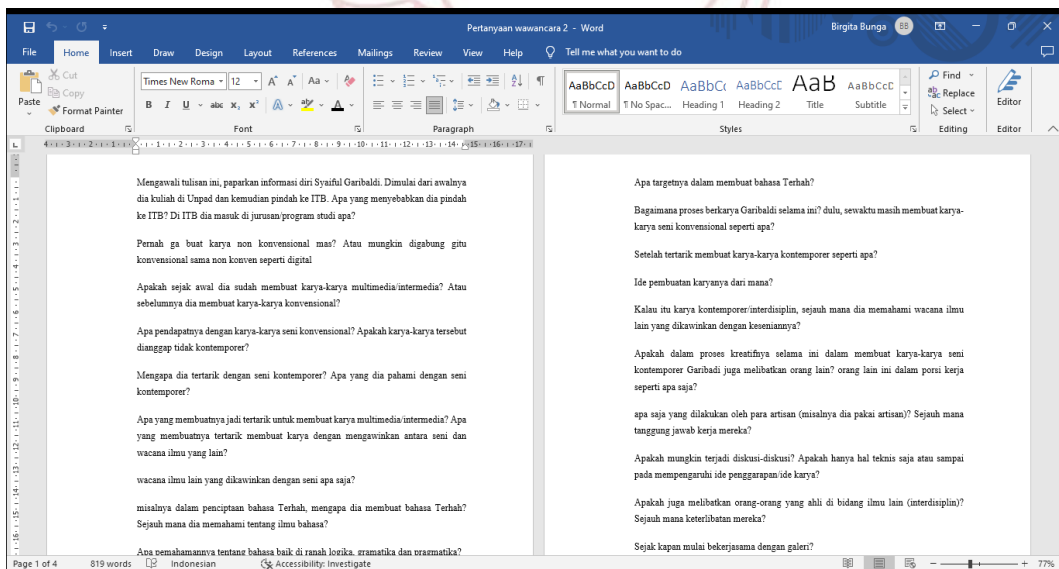 Pertanyaan wawancara 2 - Word
Birgita Bunga
BB
File Home Insert Draw Design Layout References Mailings Review View Help Tell me what you want to do
Paste
Cut
Copy
Format Painter
Clipboard
Times New Roma
12
Font
Paragraph
AaBbCcD AaBbCcD AaBbCc AaBbCcD AaB AaBbCcD
¶ Normal ¶ No Spac... Heading 1 Heading 2 Title Subtitle
Styles
Find
Replace
Select
Editing
Editor
Editor
Mengawali tulisan ini, paparkan informasi diri Syaiful Garibaldi. Dimulai dari awalnya
dia kuliah di Unpad dan kemudian pindah ke ITB. Apa yang menyebabkan dia pindah
ke ITB? Di ITB dia masuk di jurusan/program studi apa?
Pernah ga buat karya non konvensional mas? Atau mungkin digabung gitu
konvensional sama non konven seperti digital
Apakah sejak awal dia sudah membuat karya-karya multimedia/intermedia? Atau
sebelumnya dia membuat karya-karya konvensional?
Apa pendapatnya dengan karya-karya seni konvensional? Apakah karya-karya tersebut
dianggap tidak kontemporer?
Mengapa dia tertarik dengan seni kontemporer? Apa yang dia pahami dengan seni
kontemporer?
Apa yang membuatnya jadi tertarik untuk membuat karya multimedia/intermedia? Apa
yang membuatnya tertarik membuat karya dengan mengawinkan antara seni dan
wacana ilmu yang lain?
wacana ilmu lain yang dikawinkan dengan seni apa saja?
misalnya dalam penciptaan bahasa Terhah, mengapa dia membuat bahasa Terhah?
Sejauh mana dia memahami tentang ilmu bahasa?
Apa pemahamannya tentang bahasa baik di ranah logika, gramatika dan pragmatika?
Apa targetnya dalam membuat bahasa Terhah?
Bagaimana proses berkarya Garibaldi selama ini? dulu, sewaktu masih membuat karya-
karya seni konvensional seperti apa?
Setelah tertarik membuat karya-karya kontemporer seperti apa?
Ide pembuatan karyanya dari mana?
Kalau itu karya kontemporer/interdisiplin, sejauh mana dia memahami wacana ilmu
lain yang dikawinkan dengan keseniannya?
Apakah dalam proses kreatifnya selama ini dalam membuat karya-karya seni
kontemporer Garibadi juga melibatkan orang lain? orang lain ini dalam porsi kerja
seperti apa saja?
apa saja yang dilakukan oleh para artisan (misalnya dia pakai artisan)? Sejauh mana
tanggung jawab kerja mereka?
Apakah mungkin terjadi diskusi-diskusi? Apakah hanya hal teknis saja atau sampai
pada mempengaruhi ide penggarapan/ide karya?
Apakah juga melibatkan orang-orang yang ahli di bidang ilmu lain (interdisiplin)?
Sejauh mana keterlibatan mereka?
Sejak kapan mulai bekerjasama dengan galeri?
Page 1 of 4 819 words Indonesian Accessibility: Investigate 77%